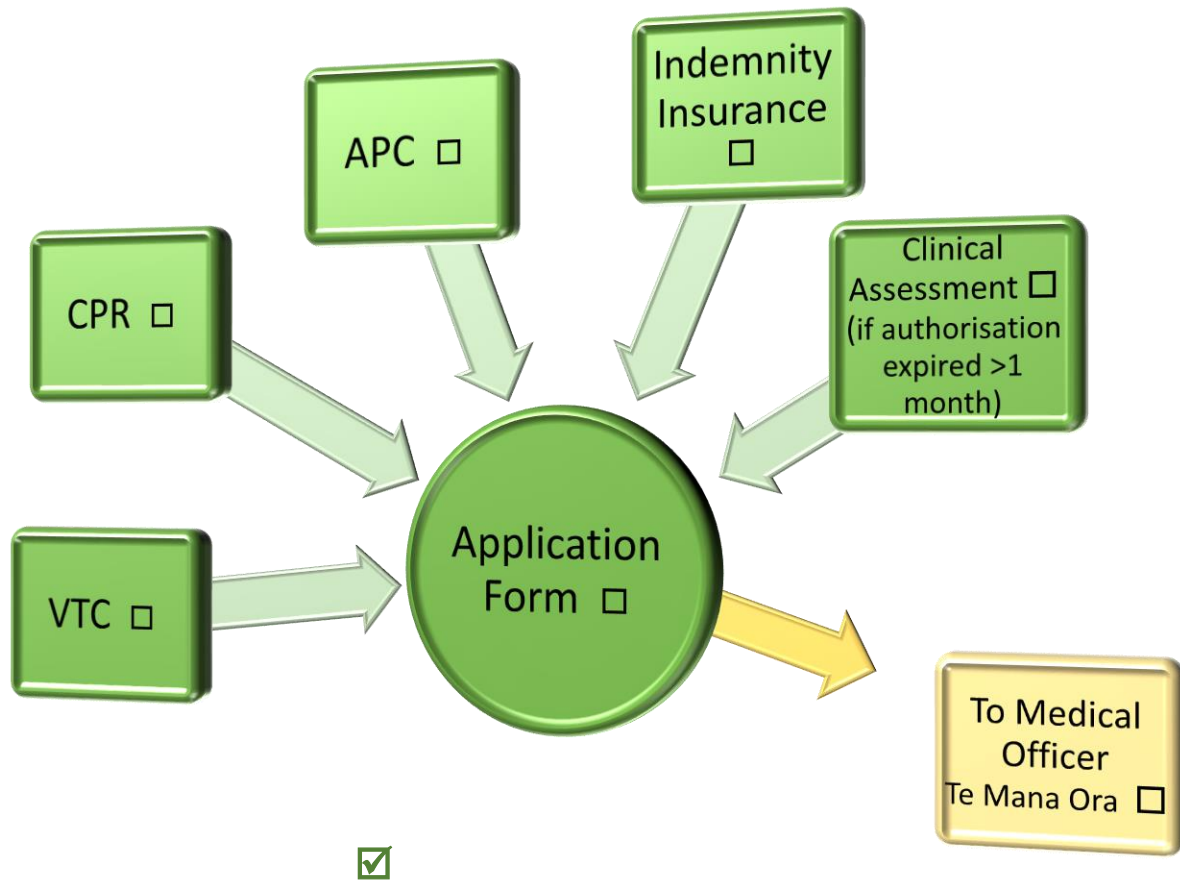 Indemnity
Insurance
☐
APC ☐
CPR ☐
Clinical
Assessment ☐
(if authorisation
expired >1
month)
VTC ☐
Application
Form ☐
To Medical
Officer
Te Mana Ora ☐
☑